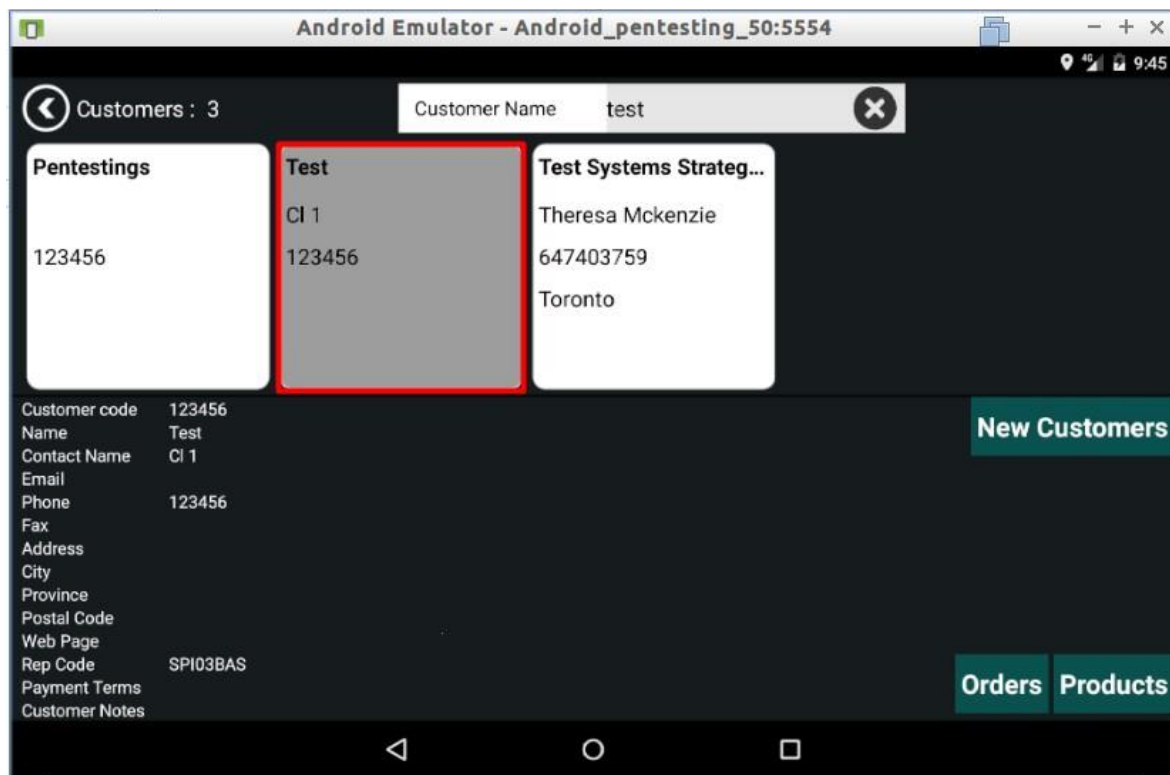 Android Emulator - Android_pentesting_50:5554
4G 9:45
Customers : 3 Customer Name test
Pentestings Test Test Systems Strateg...
Cl 1 Theresa Mckenzie
123456 123456 647403759
Toronto
Customer code 123456
Name Test
Contact Name Cl 1
Email
Phone 123456
Fax
Address
City
Province
Postal Code
Web Page
Rep Code SPI03BAS
Payment Terms
Customer Notes
New Customers
Orders Products